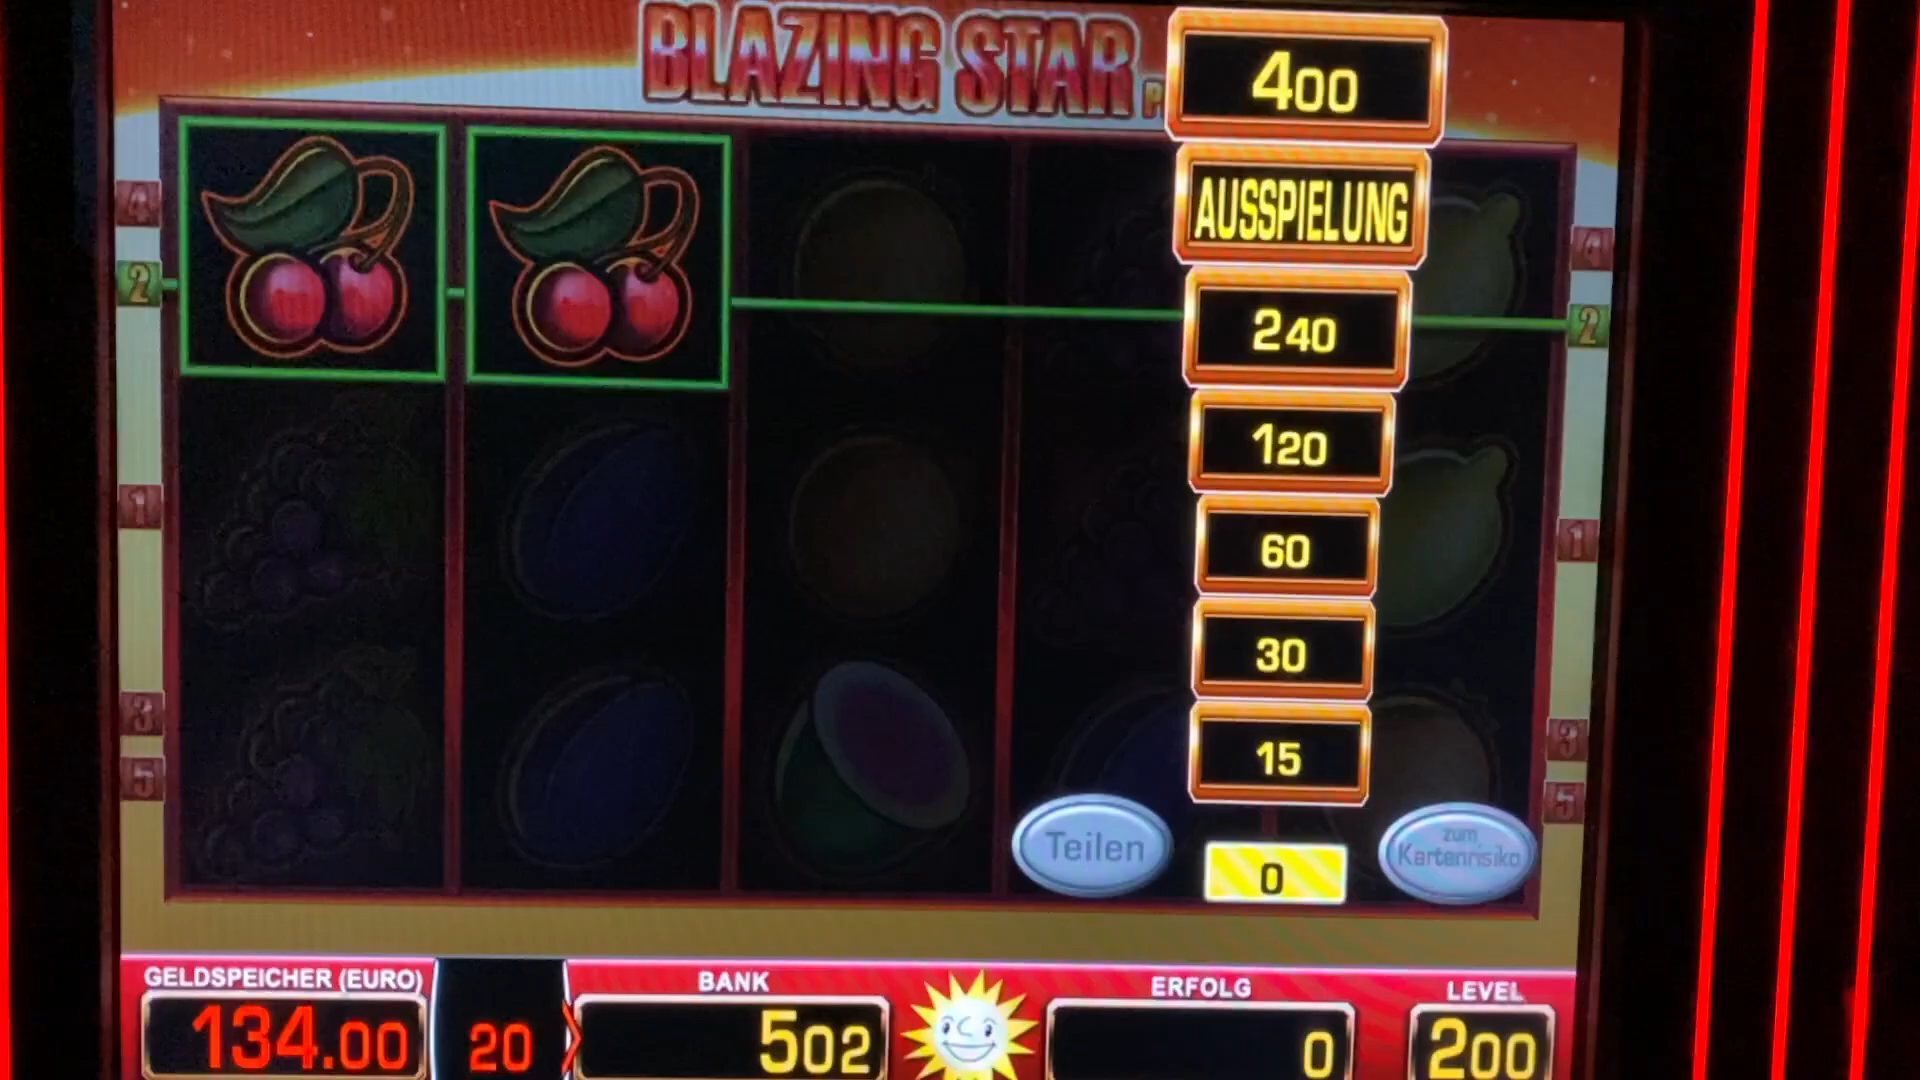 BLAZING STAR
400
AUSSPIELUNG
4
4
2
2
240
120
1
1
60
30
3
3
15
5
5
Teilen
0
zum
Kartenrisiko
GELDSPEICHER (EURO)
BANK
ERFOLG
LEVEL
134.00
20
502
0
200